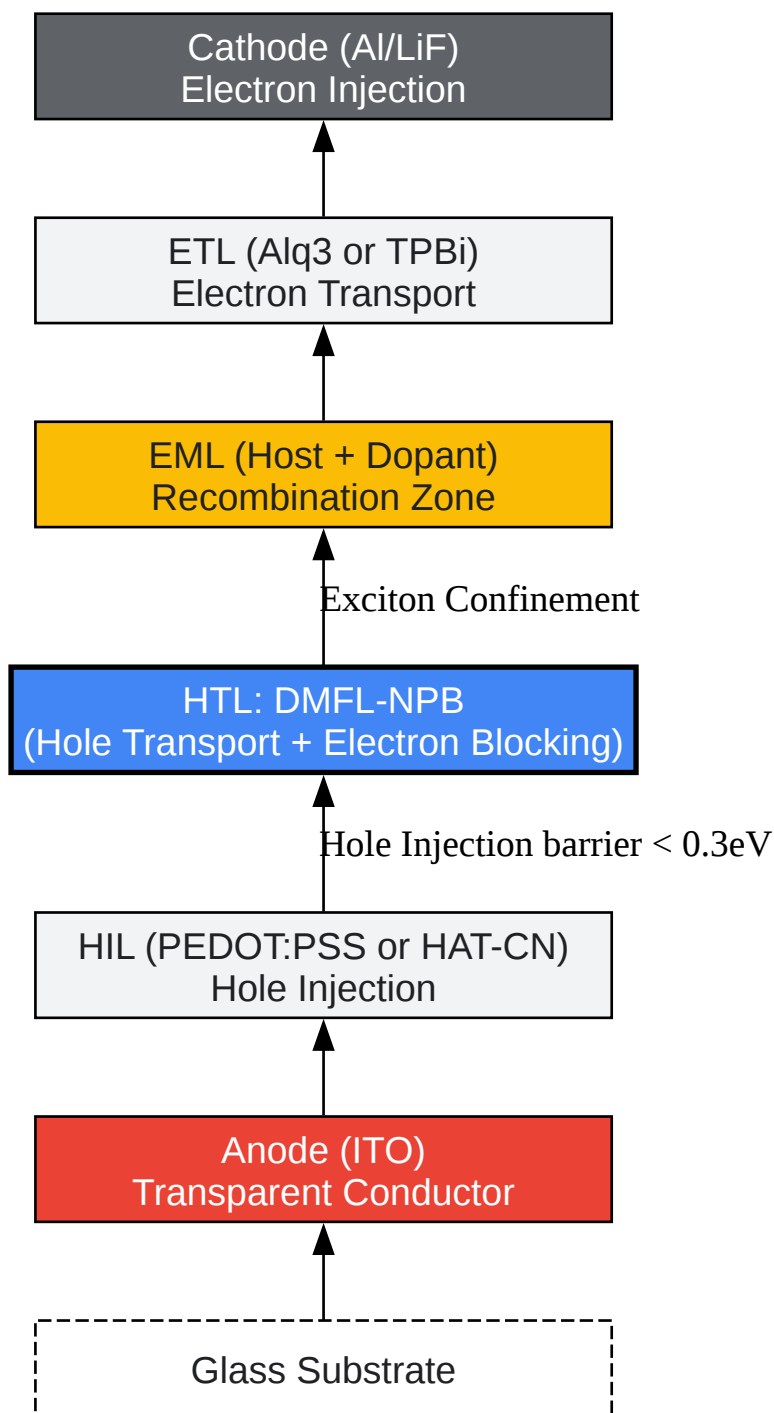 Cathode (Al/LiF)
Electron Injection
ETL (Alq3 or TPBi)
Electron Transport
EML (Host + Dopant)
Recombination Zone
Exciton Confinement
HTL: DMFL-NPB
(Hole Transport + Electron Blocking)
Hole Injection barrier < 0.3eV
HIL (PEDOT:PSS or HAT-CN)
Hole Injection
Anode (ITO)
Transparent Conductor
Glass Substrate